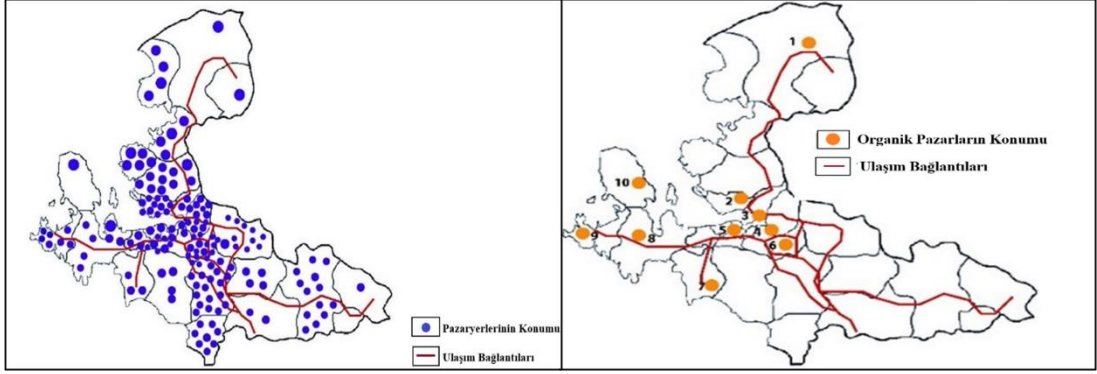 Pazaryerlerinin Konumu
Ulaşım Bağlantıları
1
Organik Pazarların Konumu
Ulaşım Bağlantıları
10
2
3
9
8
5
4
6
7